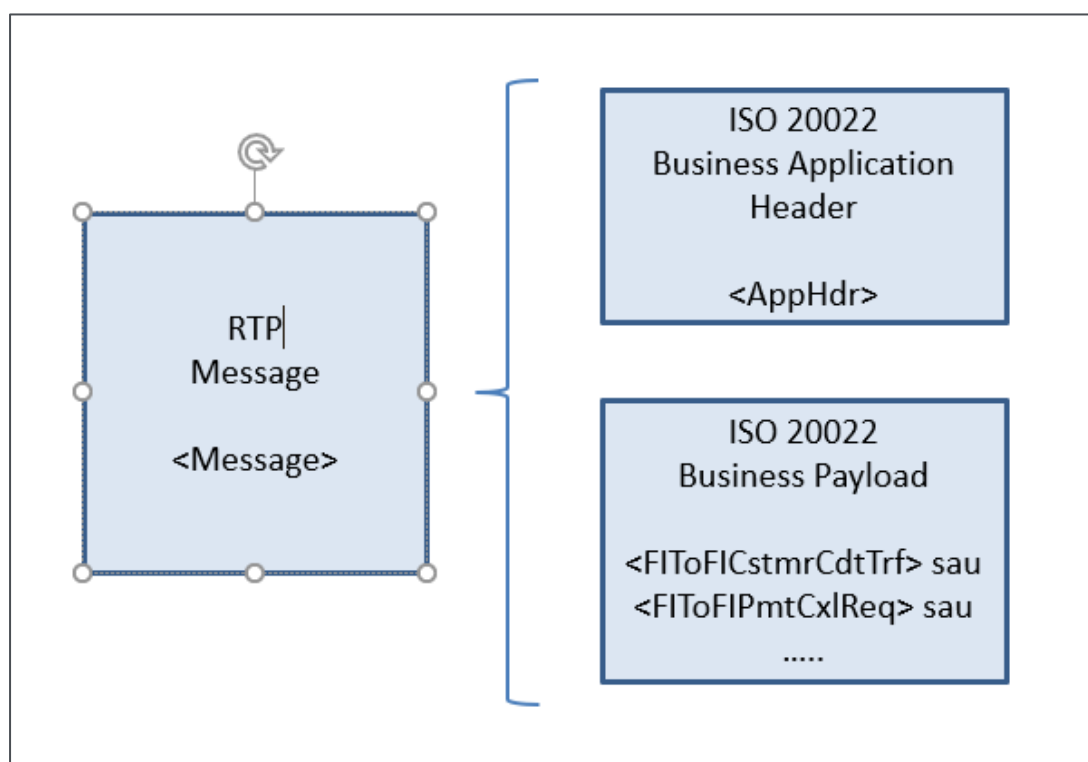 RTP
Message
<Message>
ISO 20022
Business Application
Header
<AppHdr>
ISO 20022
Business Payload
<FIToFICstmrCdtTrf> sau
<FIToFIPmtCxlReq> sau
.....